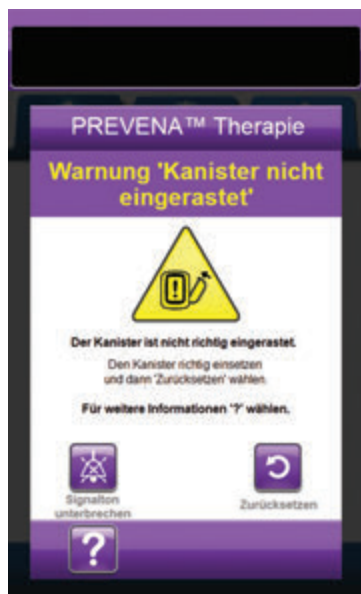 PREVENA™ Therapie
Warnung 'Kanister nicht
eingerastet'
Der Kanister ist nicht richtig eingerastet.
Den Kanister richtig einsetzen
und dann 'Zurücksetzen' wählen.
Für weitere Informationen '?' wählen.
Signalton
unterbrechen
Zurücksetzen
?